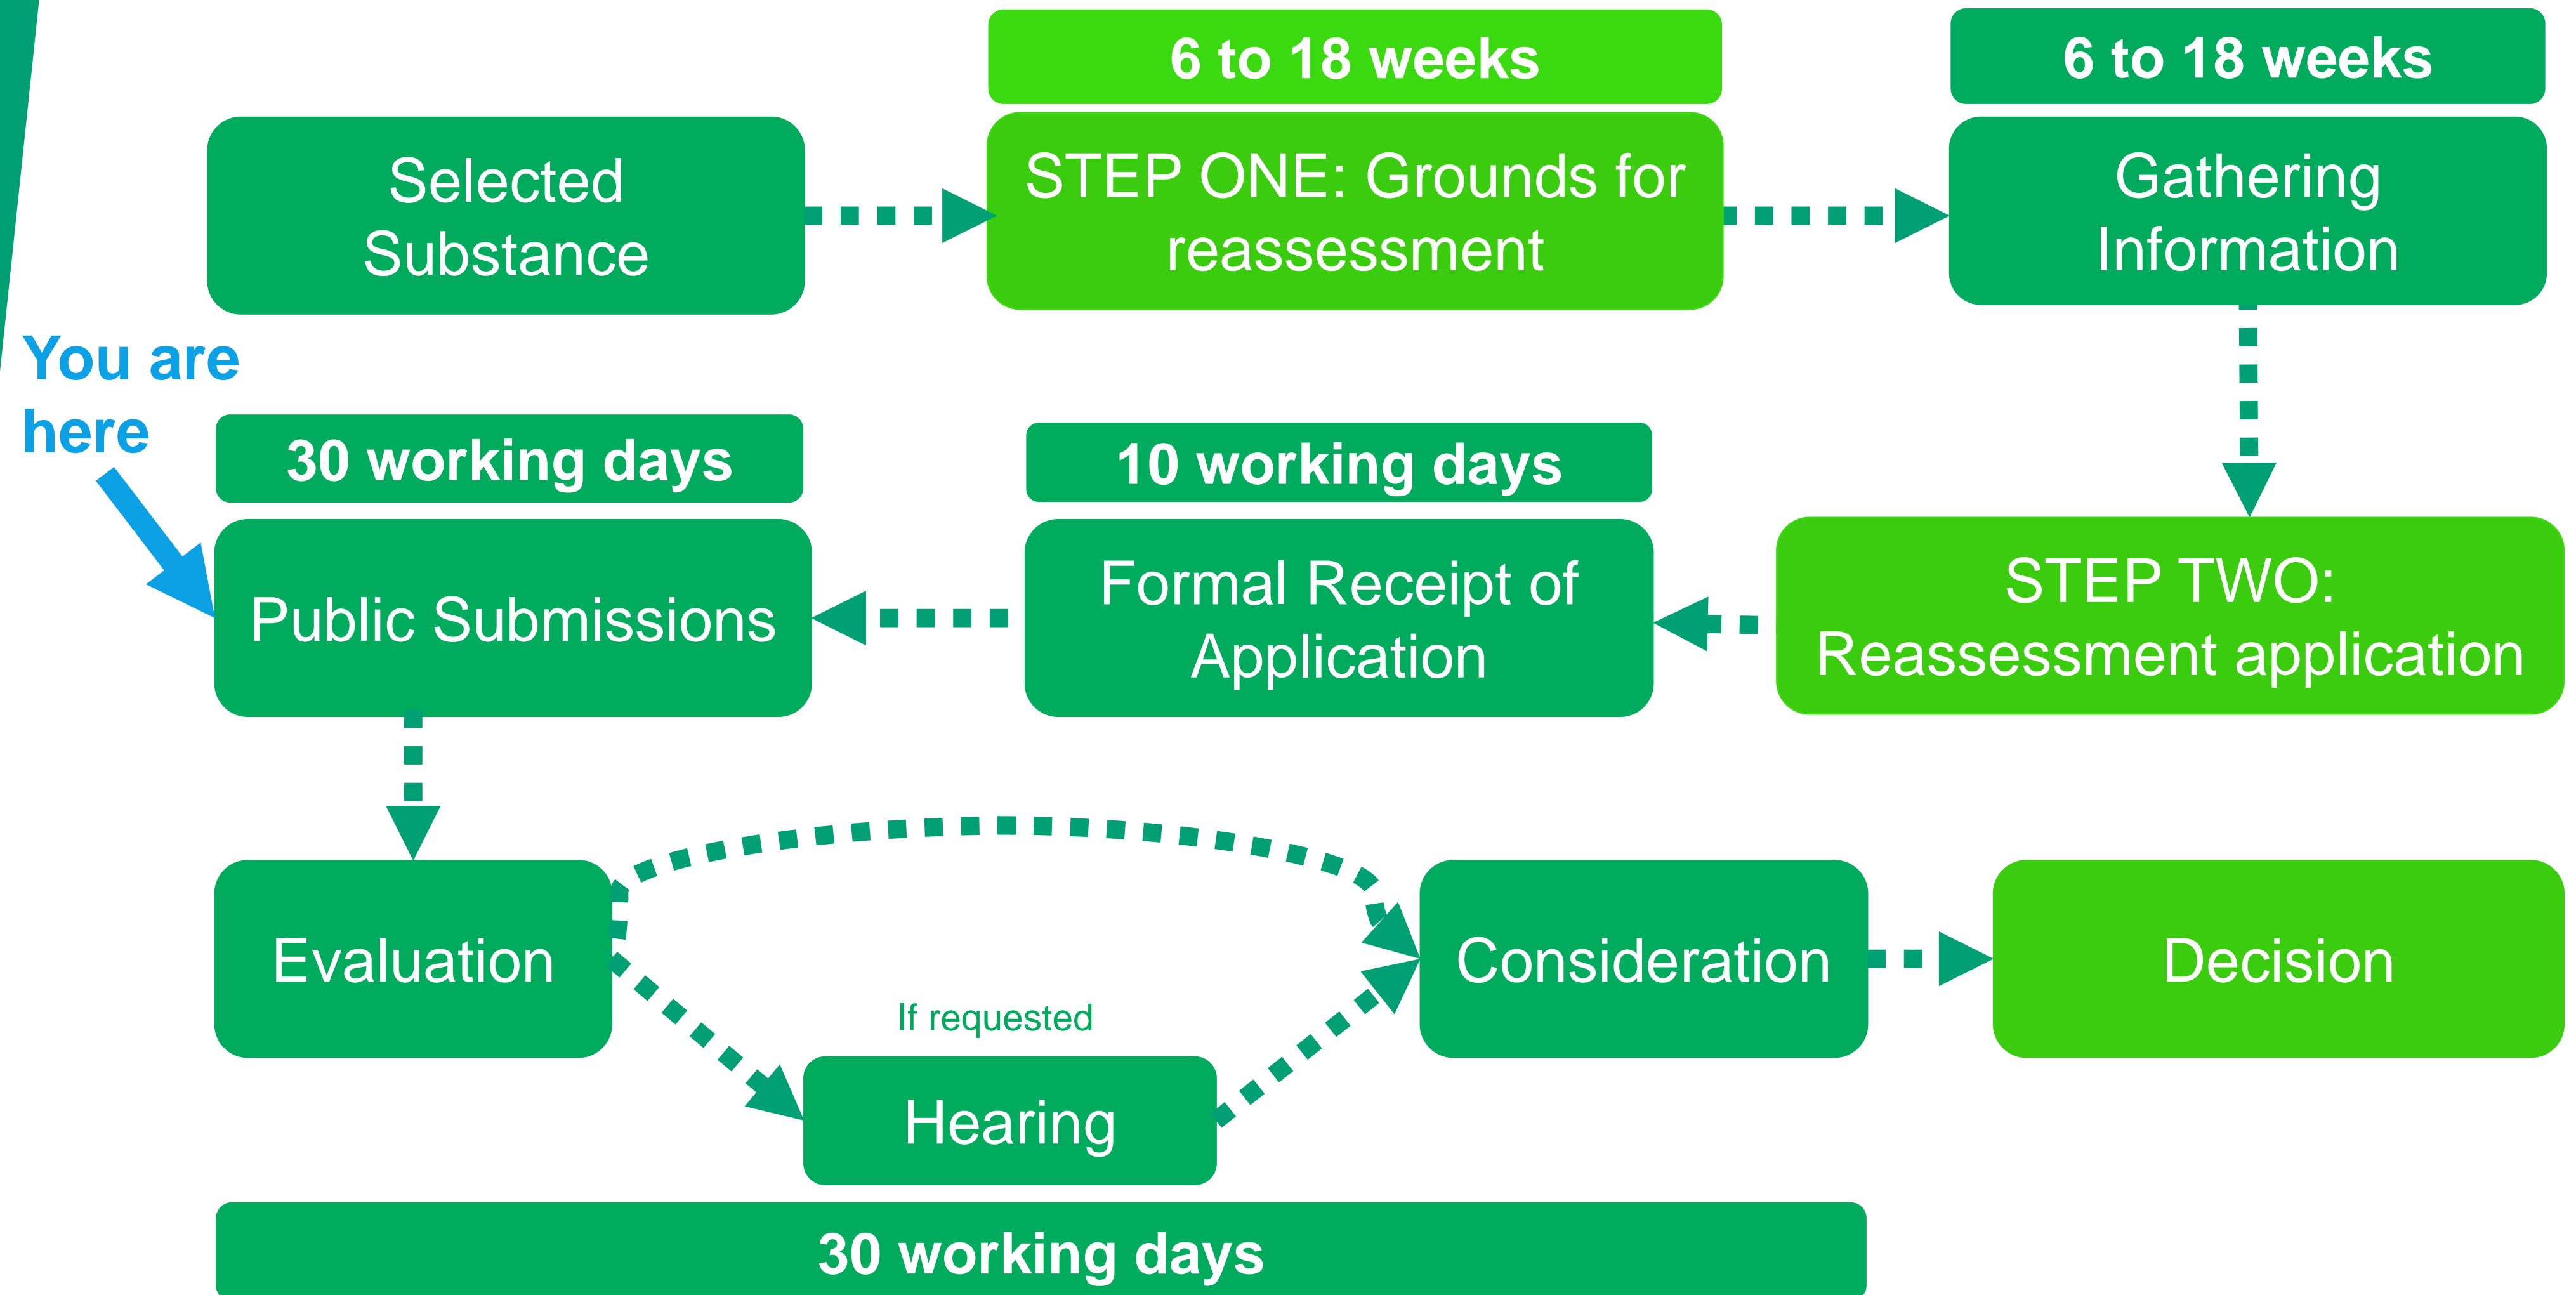 6 to 18 weeks
6 to 18 weeks
Selected
Substance
STEP ONE: Grounds for
reassessment
Gathering
Information
You are
here
30 working days
10 working days
Public Submissions
Formal Receipt of
Application
STEP TWO:
Reassessment application
Evaluation
If requested
Hearing
Consideration
Decision
30 working days